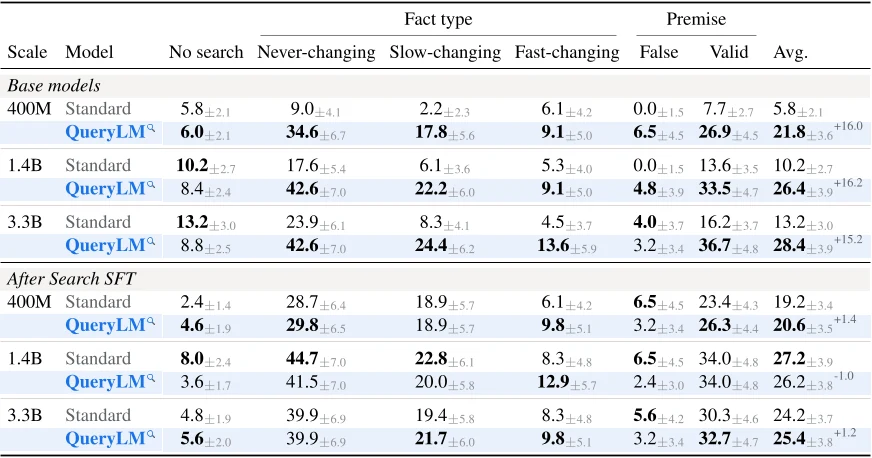 Fact type Premise
Scale Model No search Never-changing Slow-changing Fast-changing False Valid Avg.
Base models
400M Standard 5.8±2.1 9.0±4.1 2.2±2.3 6.1±4.2 0.0±1.5 7.7±2.7 5.8±2.1
QueryLM 6.0±2.1 34.6±6.7 17.8±5.6 9.1±5.0 6.5±4.5 26.9±4.5 21.8±3.6+16.0
1.4B Standard 10.2±2.7 17.6±5.4 6.1±3.6 5.3±4.0 0.0±1.5 13.6±3.5 10.2±2.7
QueryLM 8.4±2.4 42.6±7.0 22.2±6.0 9.1±5.0 4.8±3.9 33.5±4.7 26.4±3.9+16.2
3.3B Standard 13.2±3.0 23.9±6.1 8.3±4.1 4.5±3.7 4.0±3.7 16.2±3.7 13.2±3.0
QueryLM 8.8±2.5 42.6±7.0 24.4±6.2 13.6±5.9 3.2±3.4 36.7±4.8 28.4±3.9+15.2
After Search SFT
400M Standard 2.4±1.4 28.7±6.4 18.9±5.7 6.1±4.2 6.5±4.5 23.4±4.3 19.2±3.4
QueryLM 4.6±1.9 29.8±6.5 18.9±5.7 9.8±5.1 3.2±3.4 26.3±4.4 20.6±3.5+1.4
1.4B Standard 8.0±2.4 44.7±7.0 22.8±6.1 8.3±4.8 6.5±4.5 34.0±4.8 27.2±3.9
QueryLM 3.6±1.7 41.5±7.0 20.0±5.8 12.9±5.7 2.4±3.0 34.0±4.8 26.2±3.8-1.0
3.3B Standard 4.8±1.9 39.9±6.9 19.4±5.8 8.3±4.8 5.6±4.2 30.3±4.6 24.2±3.7
QueryLM 5.6±2.0 39.9±6.9 21.7±6.0 9.8±5.1 3.2±3.4 32.7±4.7 25.4±3.8+1.2